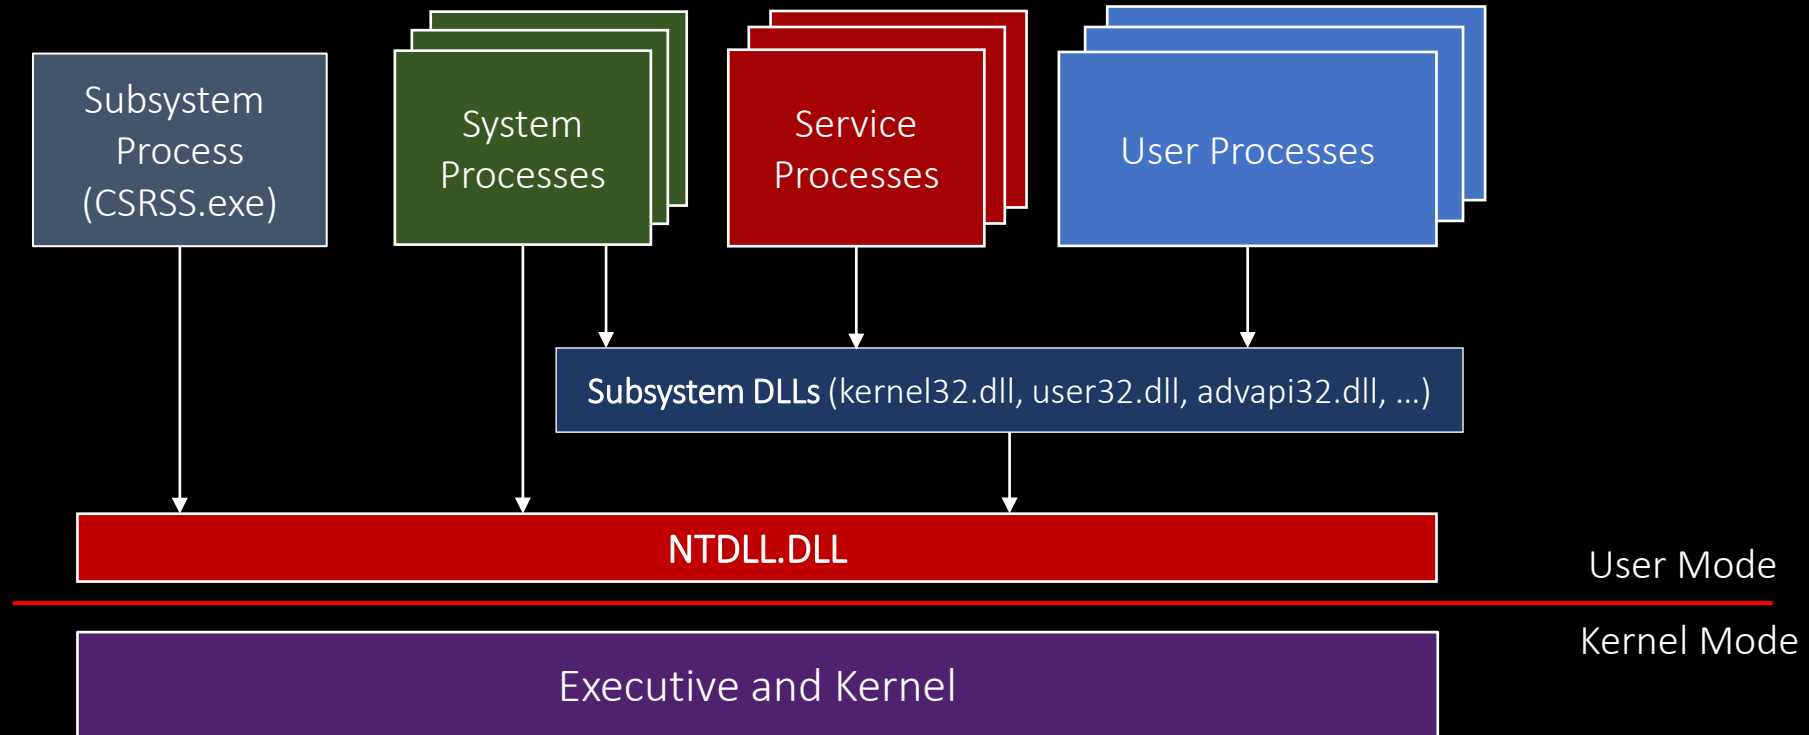 Subsystem
Process
(CSRSS.exe)
System
Processes
Service
Processes
User Processes
Subsystem DLLs (kernel32.dll, user32.dll, advapi32.dll, ...)
NTDLL.DLL
User Mode
Kernel Mode
Executive and Kernel